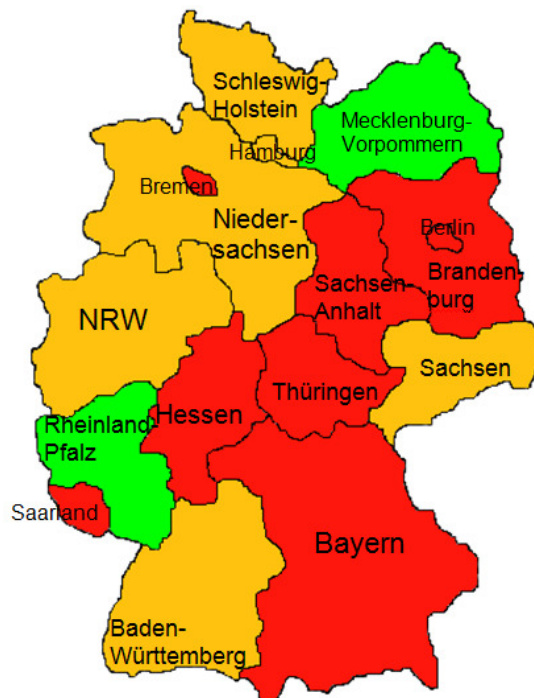 Schleswig-
Holstein
Mecklenburg-
Vorpommern
Hamburg
Bremen
Nieder-
sachsen
Berlin
Branden-
burg
Sachsen-
Anhalt
NRW
Sachsen
Thüringen
Hessen
Rheinland
Pfalz
Saarland
Bayern
Baden-
Württemberg